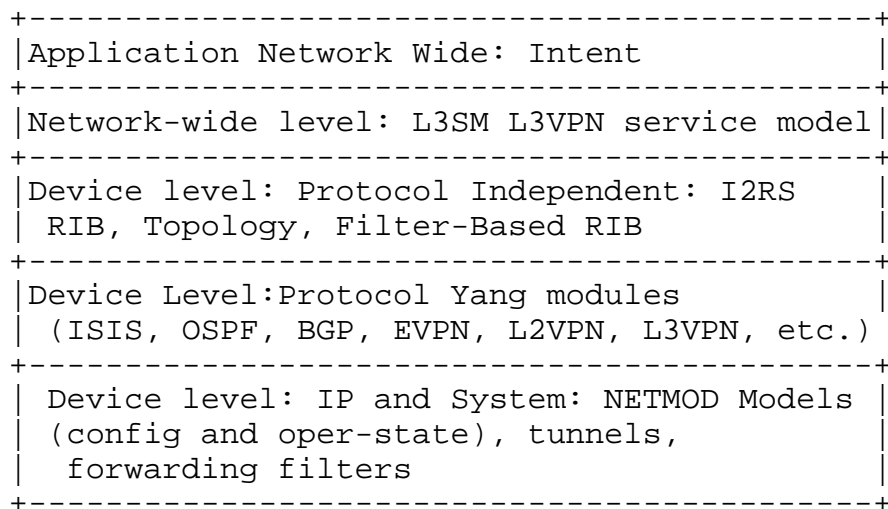 +--------------------------------------------+
|Application Network Wide: Intent            |
+--------------------------------------------+
|Network-wide level: L3SM L3VPN service model|
+--------------------------------------------+
|Device level: Protocol Independent: I2RS    |
| RIB, Topology, Filter-Based RIB            |
+--------------------------------------------+
|Device Level:Protocol Yang modules          |
| (ISIS, OSPF, BGP, EVPN, L2VPN, L3VPN, etc.)
+--------------------------------------------+
| Device level: IP and System: NETMOD Models |
| (config and oper-state), tunnels,          |
|  forwarding filters                        |
+--------------------------------------------+